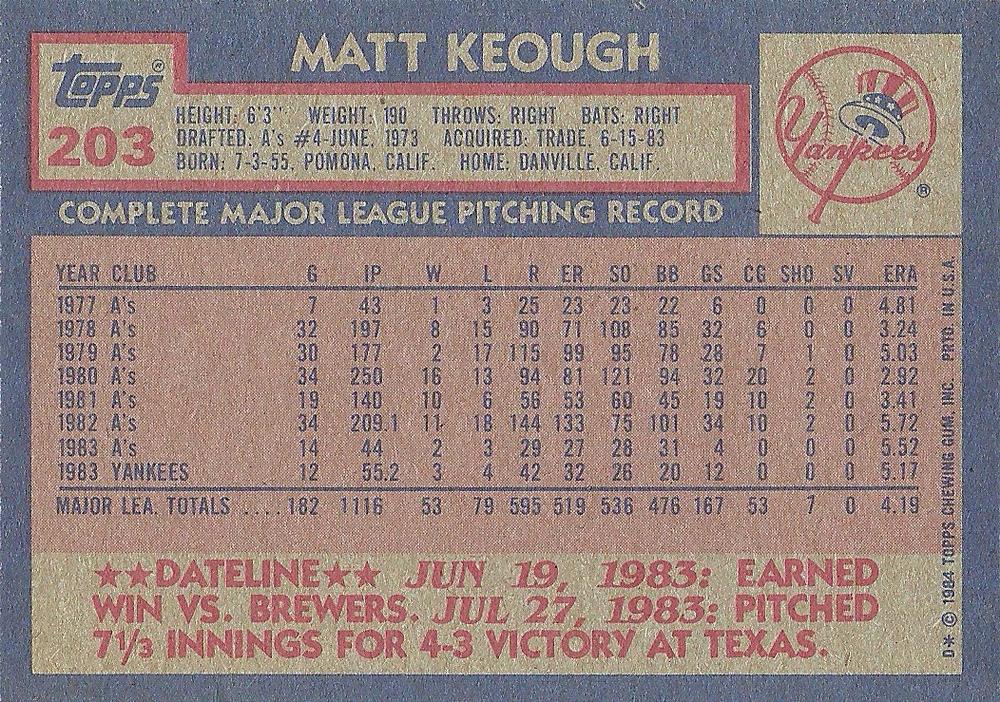 MATT KEOUGH
Topps®
203
HEIGHT: 6'3" WEIGHT: 190 THROWS: RIGHT BATS: RIGHT
DRAFTED: A's #4-JUNE, 1973 ACQUIRED: TRADE, 6-15-83
BORN: 7-3-55, POMONA, CALIF. HOME: DANVILLE, CALIF.
Yankees ®
COMPLETE MAJOR LEAGUE PITCHING RECORD
YEAR CLUB G IP W L R ER SO BB GS CG SHO SV ERA
1977 A's 7 43 1 3 25 23 23 22 6 0 0 0 4.81
1978 A's 32 197 8 15 90 71 108 85 32 6 0 0 3.24
1979 A's 30 177 2 17 115 99 95 78 28 7 1 0 5.03
1980 A's 34 250 16 13 94 81 121 94 32 20 2 0 2.92
1981 A's 19 140 10 6 56 53 60 45 19 10 2 0 3.41
1982 A's 34 209.1 11 18 144 133 75 101 34 10 2 0 5.72
1983 A's 14 44 2 3 29 27 28 31 4 0 0 0 5.52
1983 YANKEES 12 55.2 3 4 42 32 26 20 12 0 0 0 5.17
MAJOR LEA. TOTALS .... 182 1116 53 79 595 519 536 476 167 53 7 0 4.19
★★DATELINE★★ JUN 19, 1983: EARNED
WIN VS. BREWERS. JUL 27, 1983: PITCHED
7 1/3 INNINGS FOR 4-3 VICTORY AT TEXAS.
D* © 1984 TOPPS CHEWING GUM, INC. PRTD. IN U.S.A.